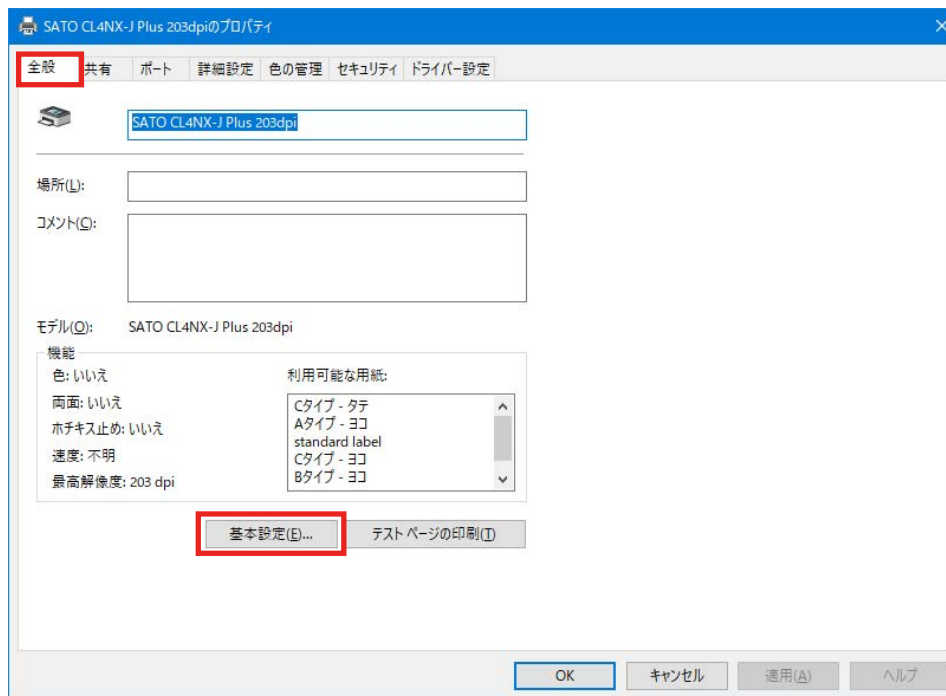 SATO CL4NX-J Plus 203dpiのプロパティ
全般 共有 ポート 詳細設定 色の管理 セキュリティ ドライバー設定
SATO CL4NX-J Plus 203dpi
場所(L):
コメント(C):
モデル(O): SATO CL4NX-J Plus 203dpi
機能
色: いいえ
両面: いいえ
ホチキス止め: いいえ
速度: 不明
最高解像度: 203 dpi
利用可能な用紙:
Cタイプ - タテ
Aタイプ - ヨコ
standard label
Cタイプ - ヨコ
Bタイプ - ヨコ
基本設定(E)... テスト ページの印刷(T)
OK キャンセル 適用(A) ヘルプ